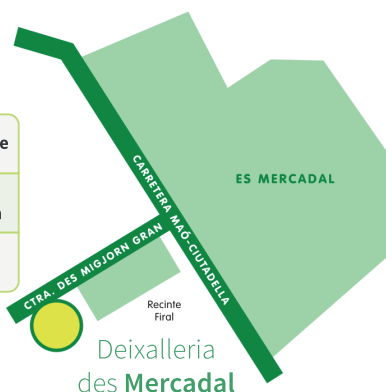 e
ES MERCADAL
CARRETERA MAÓ-CIUTADELLA
CTRA. DES MIGJORN GRAN
Recinte
Firal
Deixalleria
des Mercadal